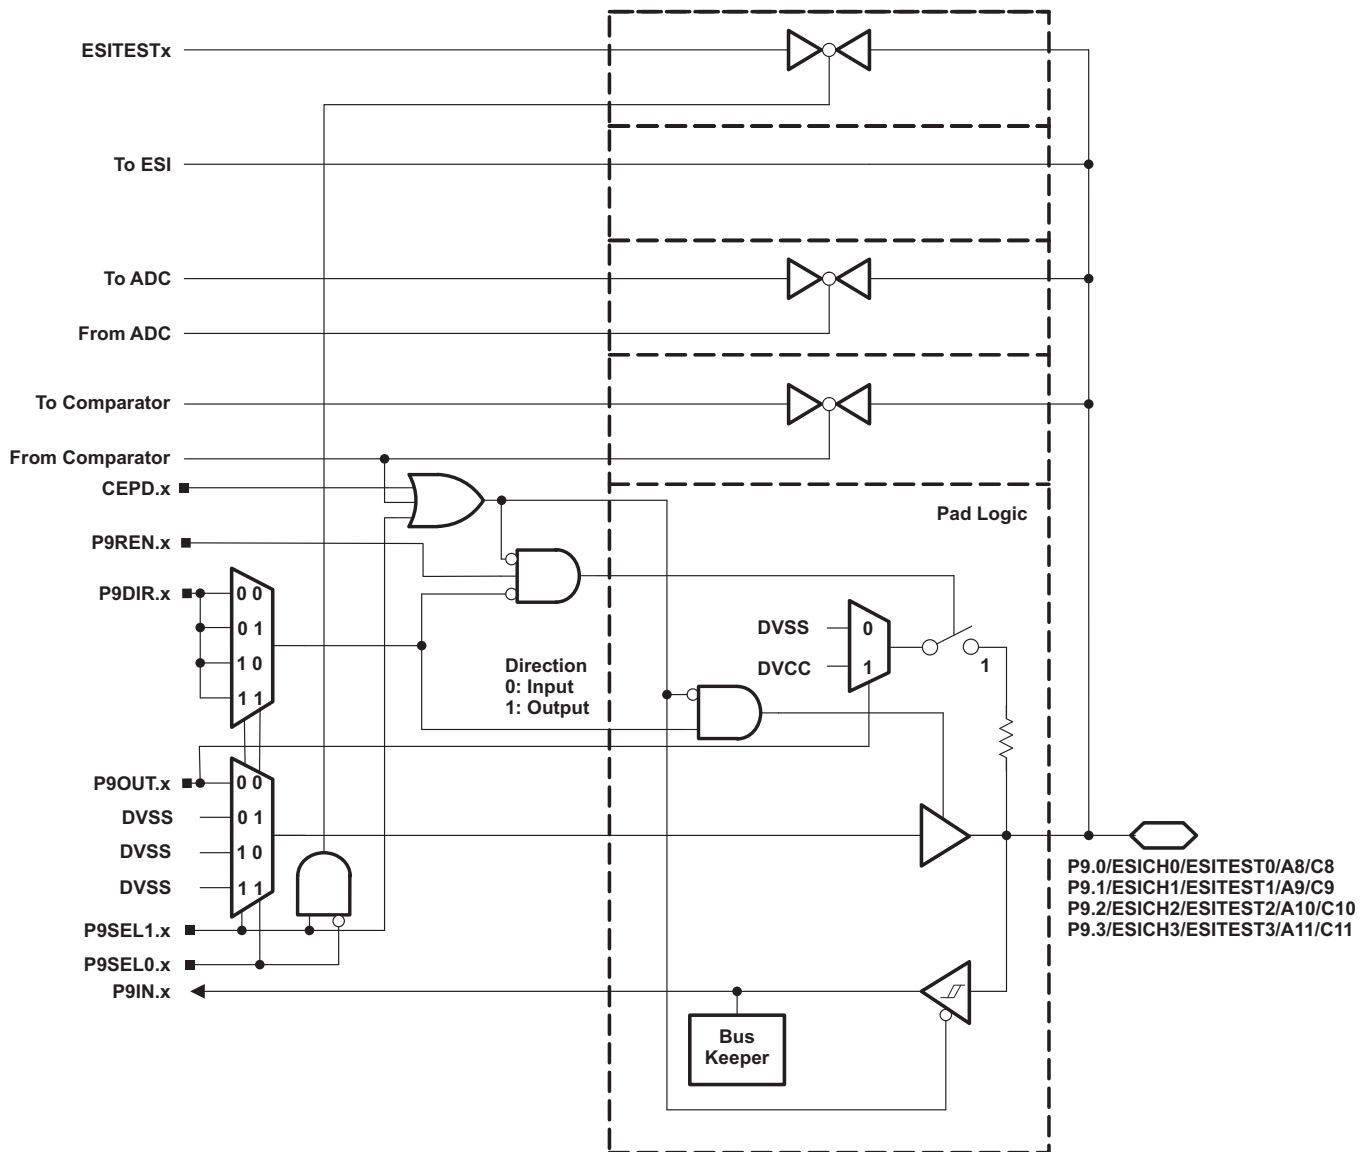 ESITESTx
To ESI
To ADC
From ADC
To Comparator
From Comparator
CEPD.x
Pad Logic
P9REN.x
P9DIR.x
0 0
0 1
1 0
1 1
Direction
0: Input
1: Output
DVSS
0
DVCC
1
1
P9OUT.x
0 0
DVSS
0 1
DVSS
1 0
DVSS
1 1
P9.0/ESICH0/ESITEST0/A8/C8
P9.1/ESICH1/ESITEST1/A9/C9
P9.2/ESICH2/ESITEST2/A10/C10
P9.3/ESICH3/ESITEST3/A11/C11
P9SEL1.x
P9SEL0.x
P9IN.x
Bus
Keeper